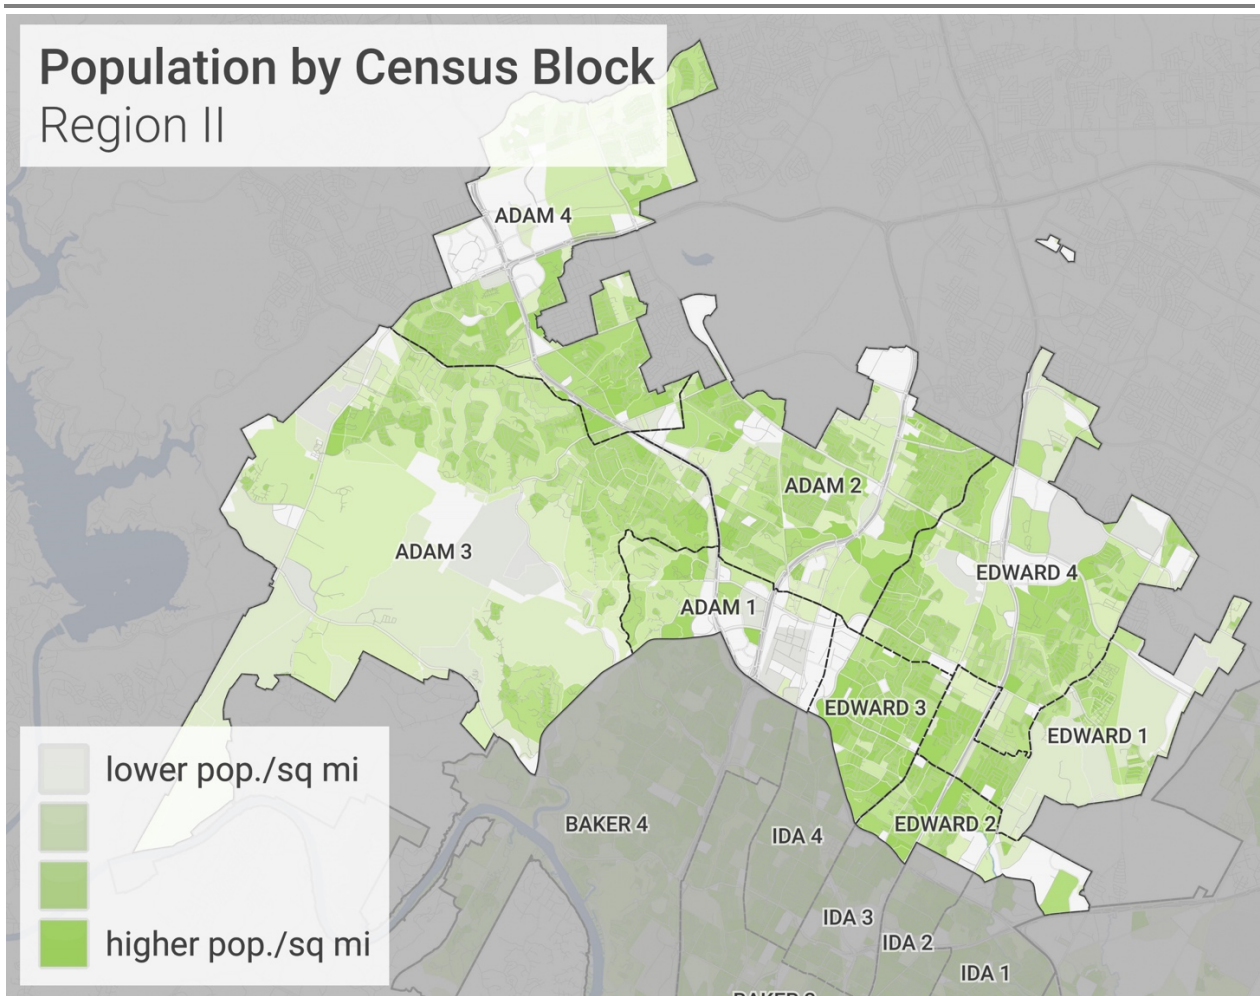 Population by Census Block
Region II
ADAM 4
ADAM 2
ADAM 3
EDWARD 4
ADAM 1
EDWARD 3
EDWARD 1
lower pop./sq mi
BAKER 4
EDWARD 2
IDA 4
IDA 3
higher pop./sq mi
IDA 2
IDA 1